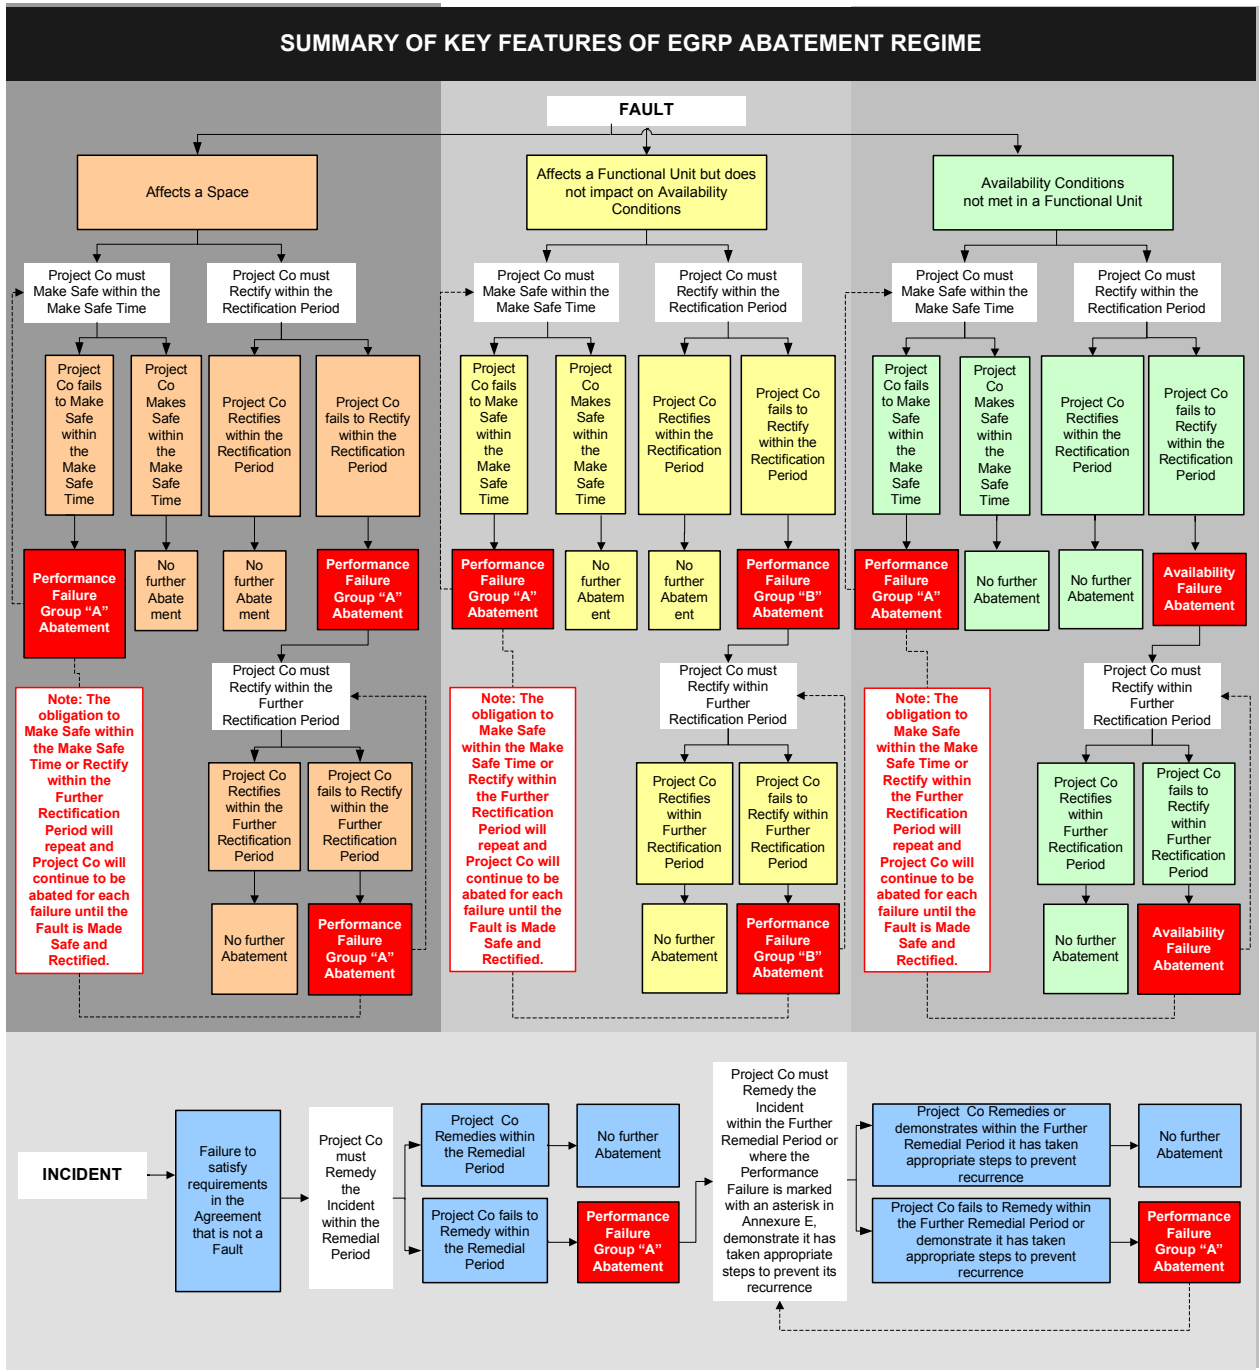 SUMMARY OF KEY FEATURES OF EGRP ABATEMENT REGIME
FAULT
Affects a Space
Affects a Functional Unit but does
not impact on Availability
Conditions
Availability Conditions
not met in a Functional Unit
Project Co must
Make Safe within the
Make Safe Time
Project Co must
Rectify within the
Rectification Period
Project Co must
Make Safe within the
Make Safe Time
Project Co must
Rectify within the
Rectification Period
Project Co must
Make Safe within the
Make Safe Time
Project Co must
Rectify within the
Rectification Period
Project
Co fails
to Make
Safe
within
the
Make
Safe
Time
Project
Co
Makes
Safe
within
the
Make
Safe
Time
Project Co
Rectifies
within the
Rectification
Period
Project Co
fails to Rectify
within the
Rectification
Period
Project
Co fails
to Make
Safe
within
the
Make
Safe
Time
Project
Co
Makes
Safe
within
the
Make
Safe
Time
Project Co
Rectifies
within the
Rectification
Period
Project Co
fails to
Rectify
within the
Rectification
Period
Project
Co fails
to Make
Safe
within
the
Make
Safe
Time
Project
Co
Makes
Safe
within
the
Make
Safe
Time
Project Co
Rectifies
within the
Rectification
Period
Project Co
fails to
Rectify
within the
Rectification
Period
Performance
Failure
Group “A”
Abatement
No
further
Abate
ment
No
further
Abate
ment
Performance
Failure
Group “A”
Abatement
Performance
Failure
Group “A”
Abatement
No
further
Abatem
ent
No
further
Abatem
ent
Performance
Failure
Group “B”
Abatement
Performance
Failure
Group “A”
Abatement
No further
Abatement
No further
Abatement
Availability
Failure
Abatement
Note: The
obligation to
Make Safe within
the Make Safe
Time or Rectify
within the
Further
Rectification
Period will
repeat and
Project Co will
continue to be
abated for each
failure until the
Fault is Made
Safe and
Rectified.
Project Co must
Rectify within the
Further
Rectification Period
Project Co
Rectifies
within the
Further
Rectification
Period
Project Co
fails to Rectify
within the
Further
Rectification
Period
No further
Abatement
Performance
Failure
Group “A”
Abatement
Note: The
obligation to
Make Safe
within the Make
Safe Time or
Rectify within
the Further
Rectification
Period will
repeat and
Project Co will
continue to be
abated for each
failure until the
Fault is Made
Safe and
Rectified.
Project Co must
Rectify within
Further
Rectification Period
Project Co
Rectifies
within
Further
Rectification
Period
Project Co
fails to
Rectify within
Further
Rectification
Period
No further
Abatement
Performance
Failure
Group “B”
Abatement
Note: The
obligation to
Make Safe
within the Make
Safe Time or
Rectify within
the Further
Rectification
Period will
repeat and
Project Co will
continue to be
abated for each
failure until the
Fault is Made
Safe and
Rectified.
Project Co must
Rectify within
Further
Rectification Period
Project Co
Rectifies
within
Further
Rectification
Period
Project Co
fails to
Rectify
within
Further
Rectification
Period
No further
Abatement
Availability
Failure
Abatement
INCIDENT
Failure to
satisfy
requirements
in the
Agreement
that is not a
Fault
Project Co
must
Remedy
the
Incident
within the
Remedial
Period
Project Co
Remedies within
the Remedial
Period
No further
Abatement
Project Co fails to
Remedy within
the Remedial
Period
Performance
Failure
Group “A”
Abatement
Project Co must
Remedy the
Incident
within the Further
Remedial Period or
where the
Performance
Failure is marked
with an asterisk in
Annexure E,
demonstrate it has
taken appropriate
steps to prevent its
recurrence
Project Co Remedies or
demonstrates within the Further
Remedial Period it has taken
appropriate steps to prevent
recurrence
No further
Abatement
Project Co fails to Remedy within
the Further Remedial Period or
demonstrate it has taken
appropriate steps to prevent
recurrence
Performance
Failure
Group “A”
Abatement